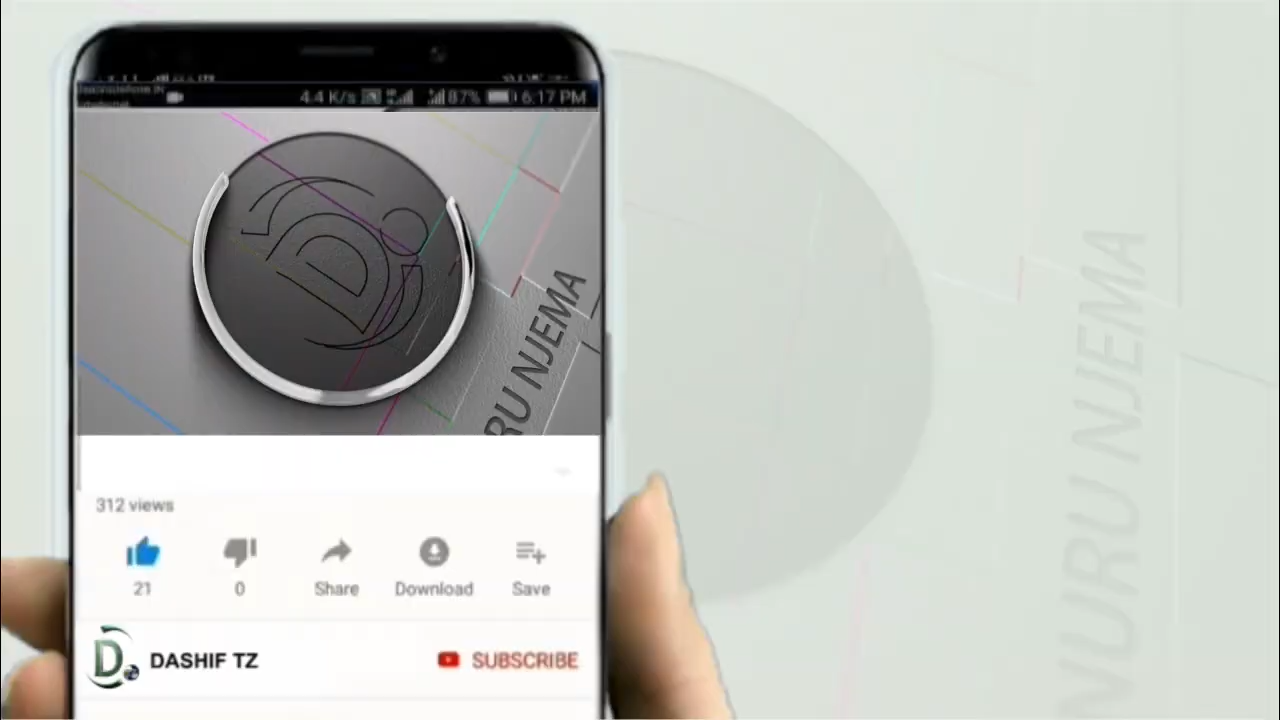 4.4 K/s 87% 6:17 PM
RU NJEMA
NURU NJEMA
312 views
21
0
Share
Download
Save
D
DASHIF TZ
SUBSCRIBE